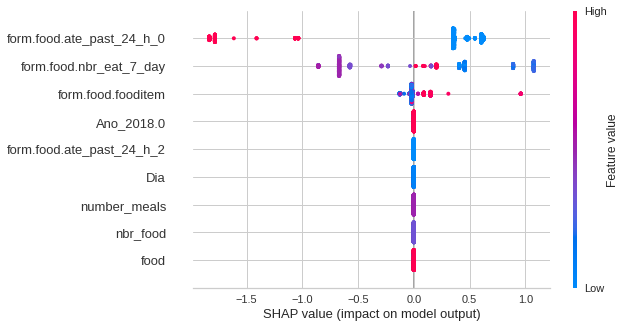 High
form.food.ate_past_24_h_0
form.food.nbr_eat_7_day
form.food.fooditem
Ano_2018.0
form.food.ate_past_24_h_2
Dia
number_meals
nbr_food
food
Feature value
Low
−1.5 −1.0 −0.5 0.0 0.5 1.0
SHAP value (impact on model output)